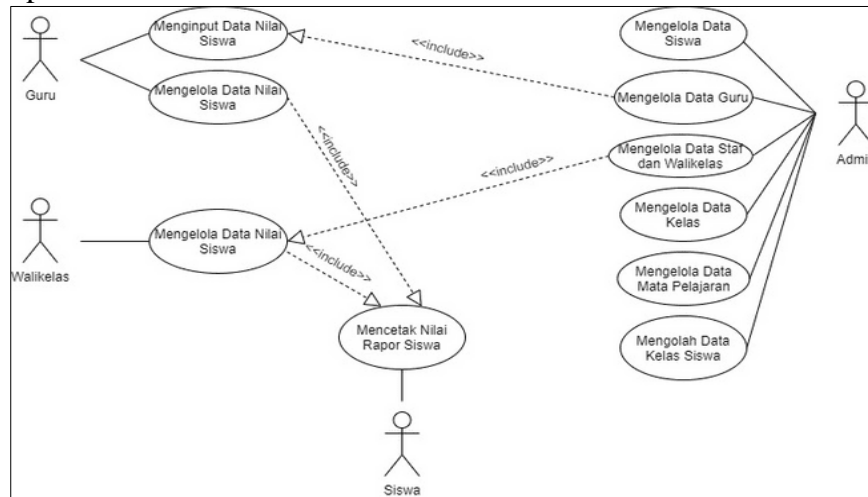 Menginput Data Nilai
Siswa
Guru
Mengelola Data Nilai
Siswa
<<include>>
Mengelola Data
Siswa
Mengelola Data Guru
Mengelola Data Staf
dan Walikelas
Admi
<<include>>
<<include>>
Mengelola Data
Kelas
Walikelas
Mengelola Data Nilai
Siswa
<<include>>
Mengelola Data
Mata Pelajaran
Mencetak Nilai
Rapor Siswa
Mengolah Data
Kelas Siswa
Siswa